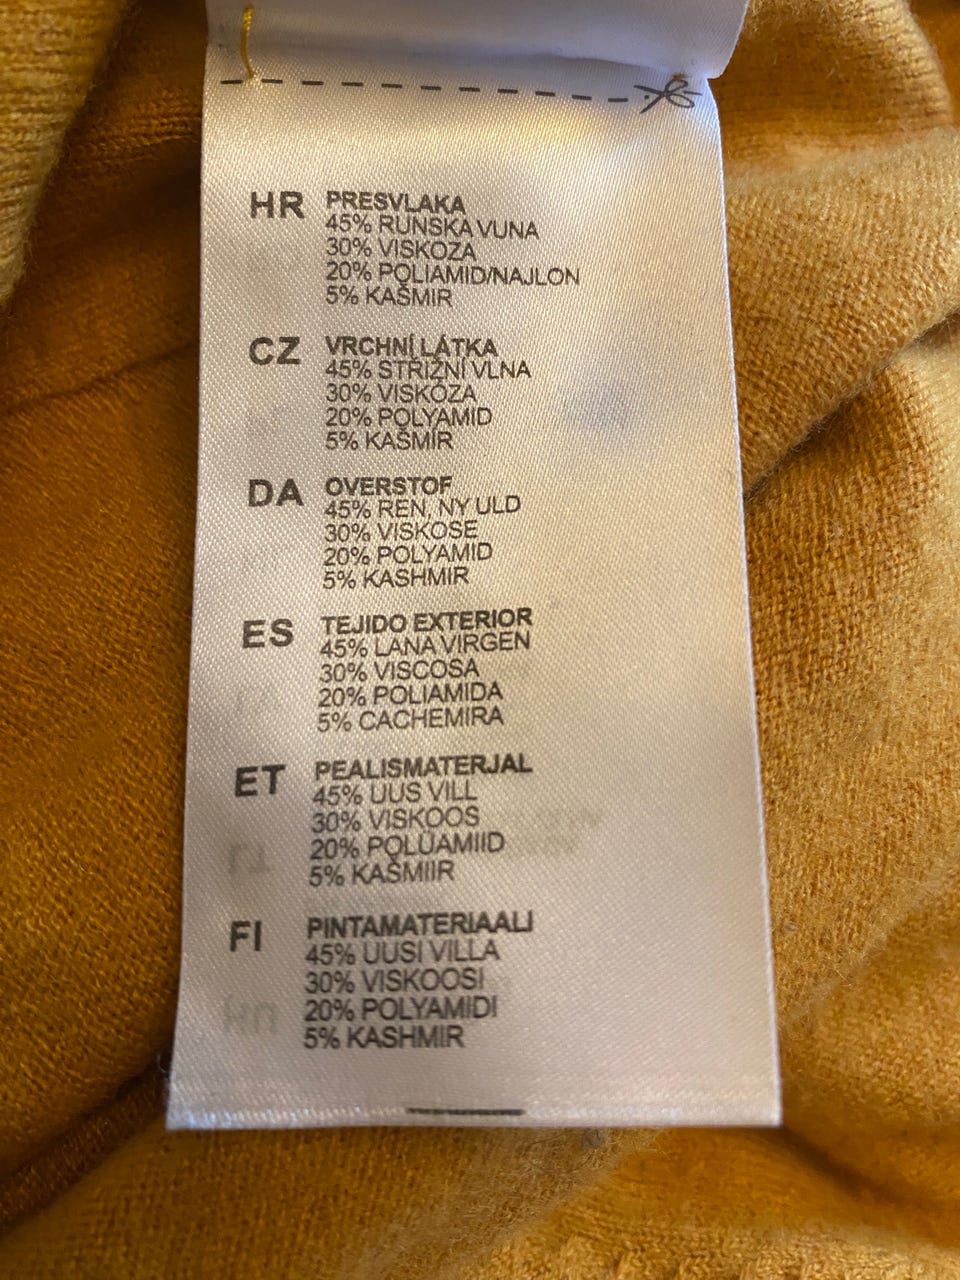 HR PRESVLAKA
45% RUNSKA VUNA
30% VISKOZA
20% POLIAMID/NAJLON
5% KAŠMIR
CZ VRCHNÍ LÁTKA
45% STŘIŽNÍ VLNA
30% VISKÓZA
20% POLYAMID
5% KAŠMÍR
DA OVERSTOF
45% REN, NY ULD
30% VISKOSE
20% POLYAMID
5% KASHMIR
ES TEJIDO EXTERIOR
45% LANA VIRGEN
30% VISCOSA
20% POLIAMIDA
5% CACHEMIRA
ET PEALISMATERJAL
45% UUS VILL
30% VISKOOS
20% POLÜAMIID
5% KAŠMIIR
FI PINTAMATERIAALI
45% UUSI VILLA
30% VISKOOSI
20% POLYAMIDI
5% KASHMIR